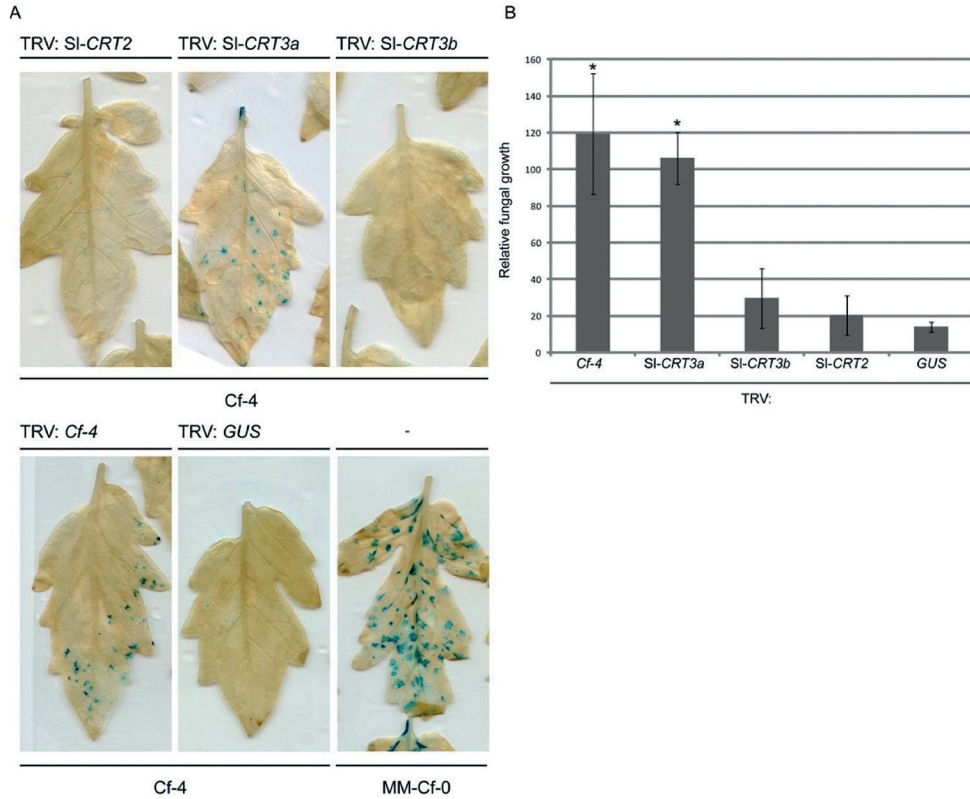 A
TRV: Sl-CRT2 TRV: Sl-CRT3a TRV: Sl-CRT3b
Cf-4
TRV: Cf-4 TRV: GUS -
Cf-4 MM-Cf-0
B
Relative fungal growth
160
140
120
100
80
60
40
20
0
* *
Cf-4 Sl-CRT3a Sl-CRT3b Sl-CRT2 GUS
TRV: